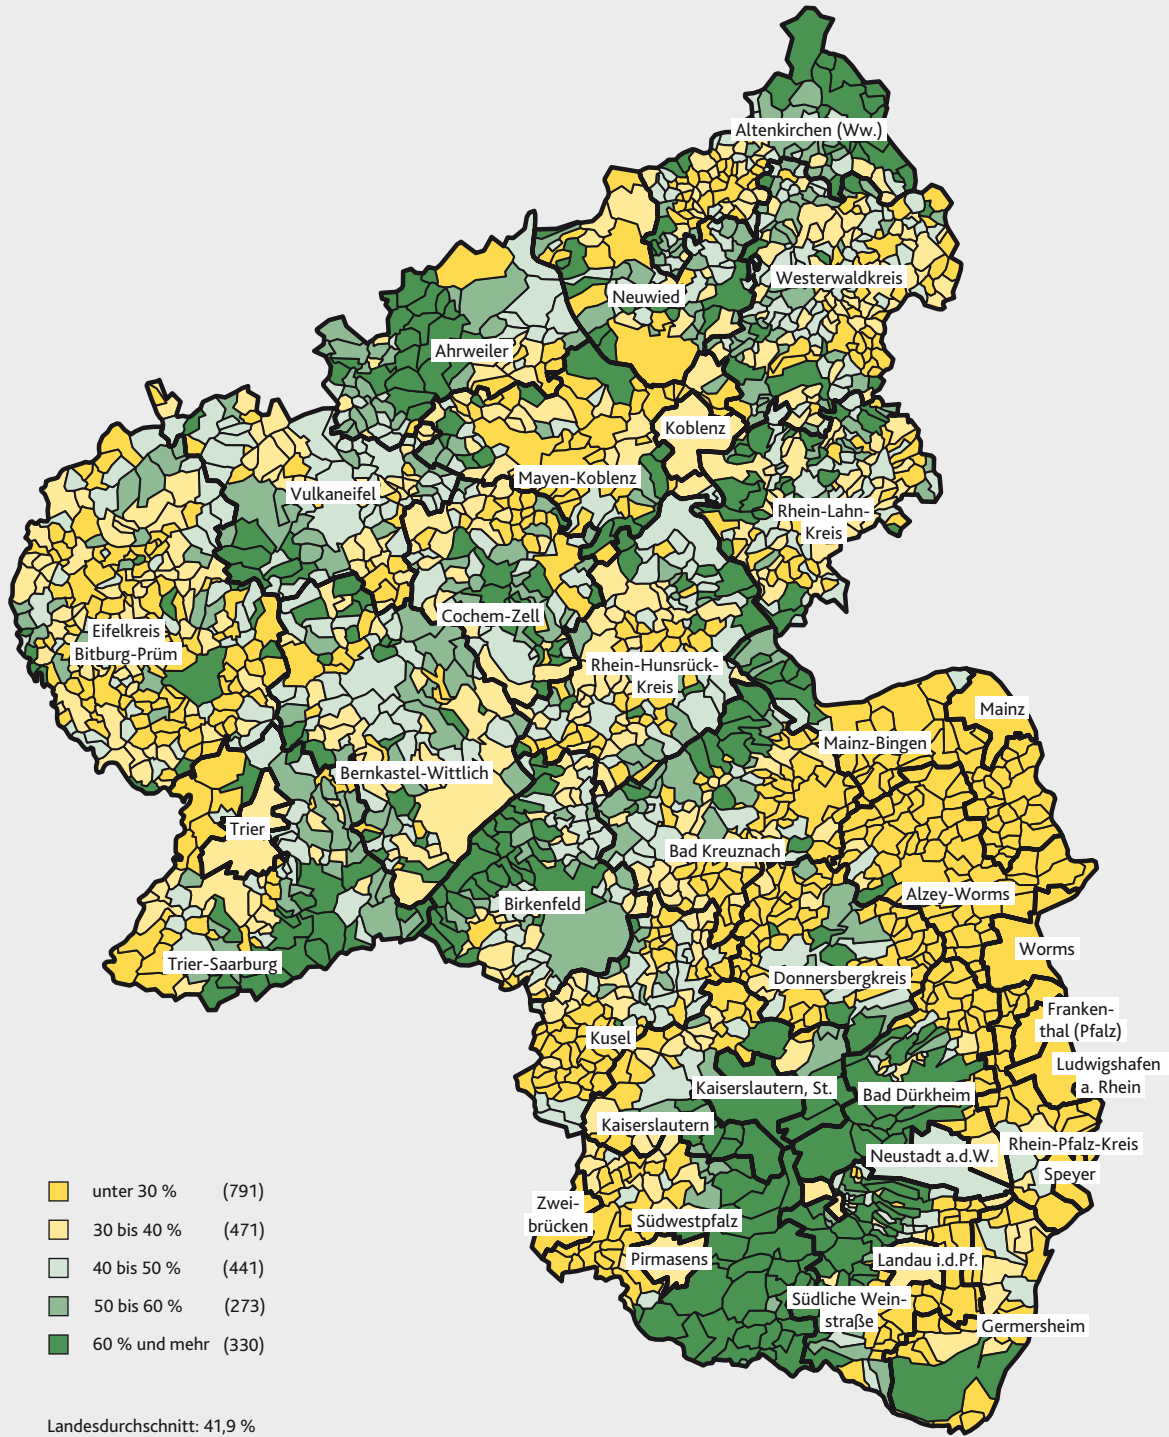 Altenkirchen (Ww.)
Westerwaldkreis
Neuwied
Ahrweiler
Koblenz
Mayen-Koblenz
Vulkaneifel
Rhein-Lahn-
Kreis
Cochem-Zell
Eifelkreis
Bitburg-Prüm
Rhein-Hunsrück-
Kreis
Mainz
Mainz-Bingen
Bernkastel-Wittlich
Trier
Bad Kreuznach
Alzey-Worms
Birkenfeld
Worms
Trier-Saarburg
Donnersbergkreis
Franken-
thal (Pfalz)
Kusel
Ludwigshafen
a. Rhein
Kaiserslautern, St.
Bad Dürkheim
Kaiserslautern
Rhein-Pfalz-Kreis
Neustadt a.d.W.
Speyer
Zwei-
brücken
Südwestpfalz
Pirmasens
Landau i.d.Pf.
Südliche Wein-
straße
Germersheim
unter 30 % (791)
30 bis 40 % (471)
40 bis 50 % (441)
50 bis 60 % (273)
60 % und mehr (330)
Landesdurchschnitt: 41,9 %